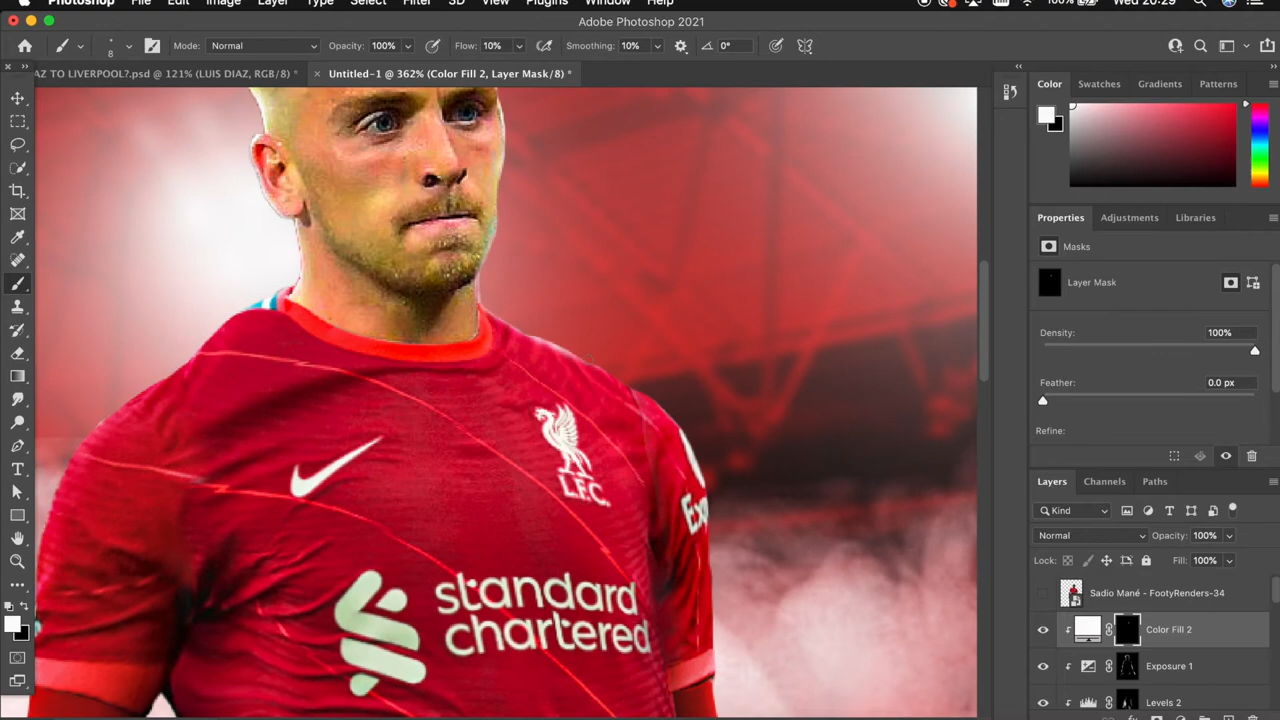 Photoshop File Edit Image Layer Type Select Filter 3D View Plugins Window Help 100% Wed 20:29
Adobe Photoshop 2021
8 Mode: Normal Opacity: 100% Flow: 10% Smoothing: 10% 0°
AZ TO LIVERPOOL?.psd @ 121% (LUIS DIAZ, RGB/8) * × Untitled-1 @ 362% (Color Fill 2, Layer Mask/8) *
Color Swatches Gradients Patterns
Properties Adjustments Libraries
Masks
Layer Mask
Density: 100%
Feather: 0.0 px
Refine:
Layers Channels Paths
Kind
Normal Opacity: 100%
Lock: Fill: 100%
Sadio Mané - FootyRenders-34
Color Fill 2
Exposure 1
Levels 2
L.F.C.
Exp
standard
chartered